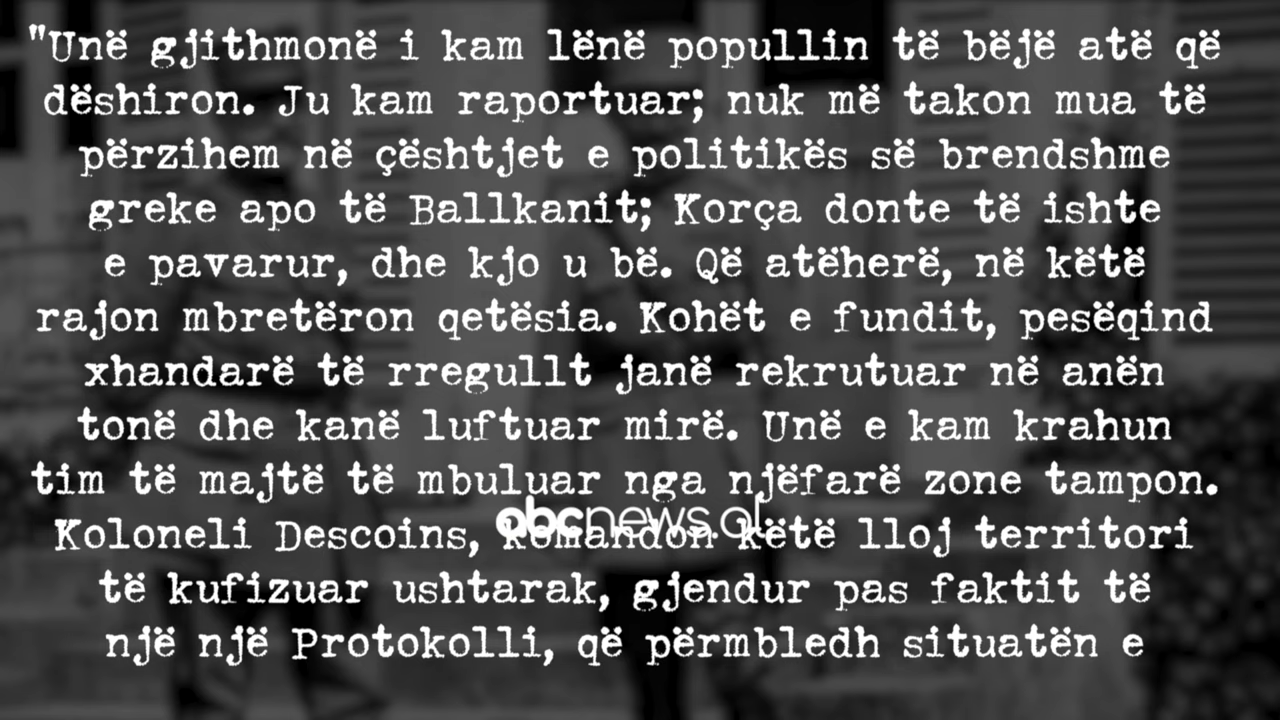 "Unë gjithmonë i kam lënë popullin të bëjë atë që
dëshiron. Ju kam raportuar; nuk më takon mua të
përzihem në çështjet e politikës së brendshme
greke apo të Ballkanit; Korça donte të ishte
e pavarur, dhe kjo u bë. Që atëherë, në këtë
rajon mbretëron qetësia. Kohët e fundit, pesëqind
xhandarë të rregullt janë rekrutuar në anën
tonë dhe kanë luftuar mirë. Unë e kam krahun
tim të majtë të mbuluar nga njëfarë zone tampon.
abcnews.al
Koloneli Descoins, komandon këtë lloj territori
të kufizuar ushtarak, gjendur pas faktit të
një një Protokolli, që përmbledh situatën e